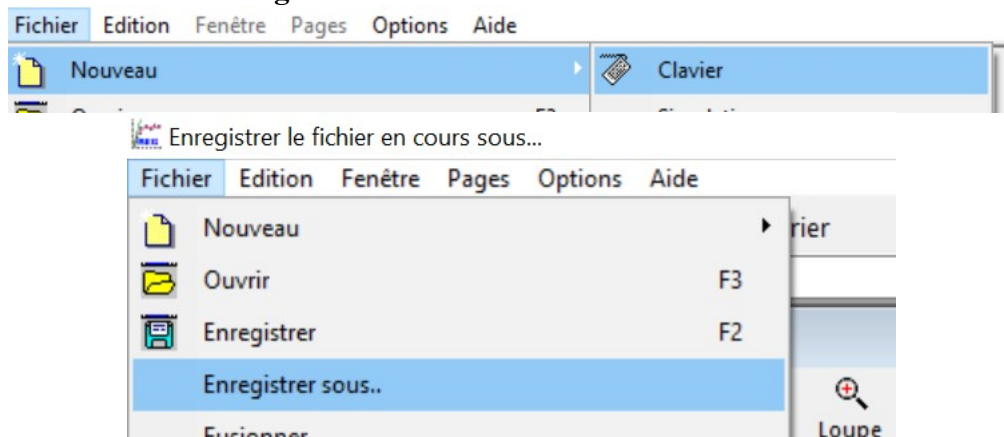 Fichier Edition Fenêtre Pages Options Aide
Nouveau Clavier
Enregistrer le fichier en cours sous...
Fichier Edition Fenêtre Pages Options Aide
Nouveau rier
Ouvrir F3
Enregistrer F2
Enregistrer sous..
Loupe